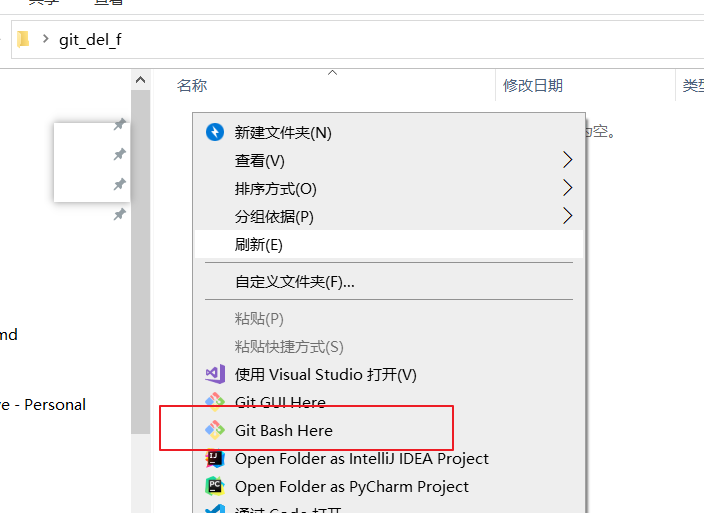 共享 查看
git_del_f
名称 修改日期 类型
为空。
新建文件夹(N)
查看(V)
排序方式(O)
分组依据(P)
刷新(E)
自定义文件夹(F)...
粘贴(P)
粘贴快捷方式(S)
使用 Visual Studio 打开(V)
md
Git GUI Here
e - Personal
Git Bash Here
Open Folder as IntelliJ IDEA Project
Open Folder as PyCharm Project
通过 Code 打开